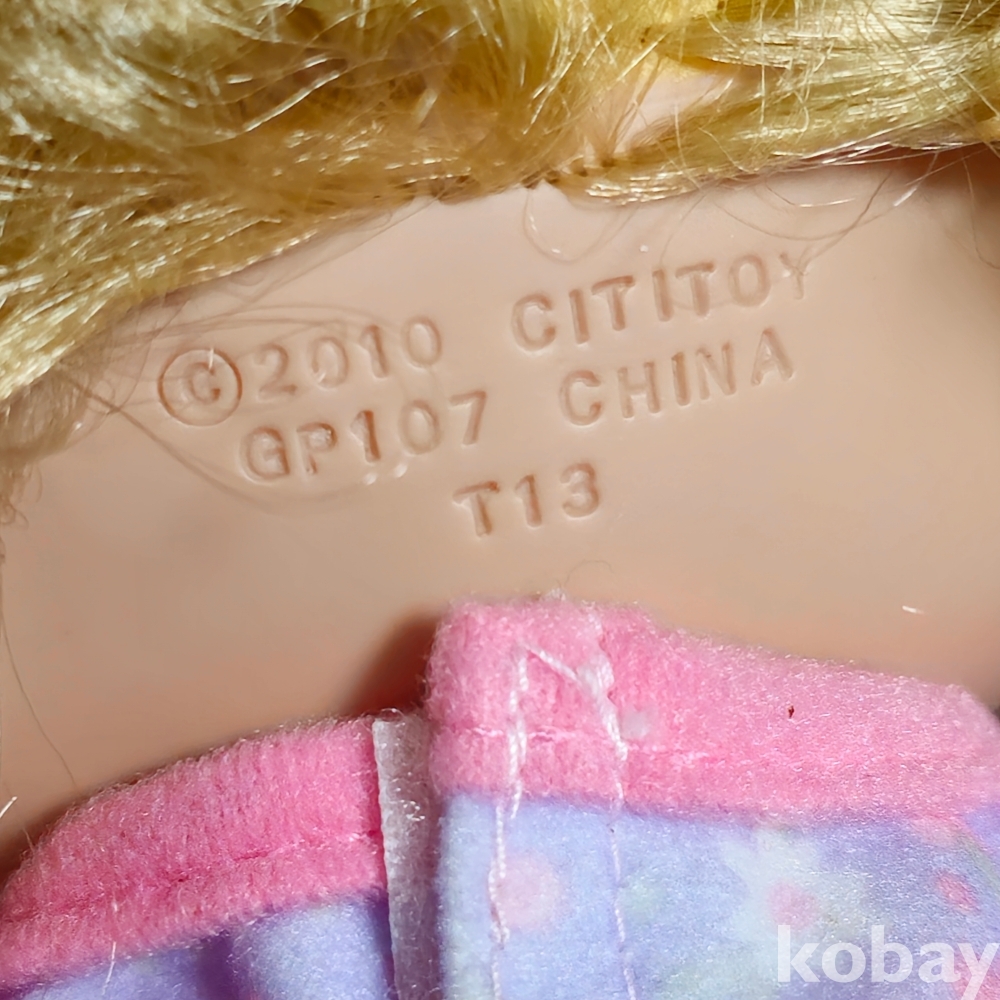 ©2010 CITITOY
GP107 CHINA
T13
kobay